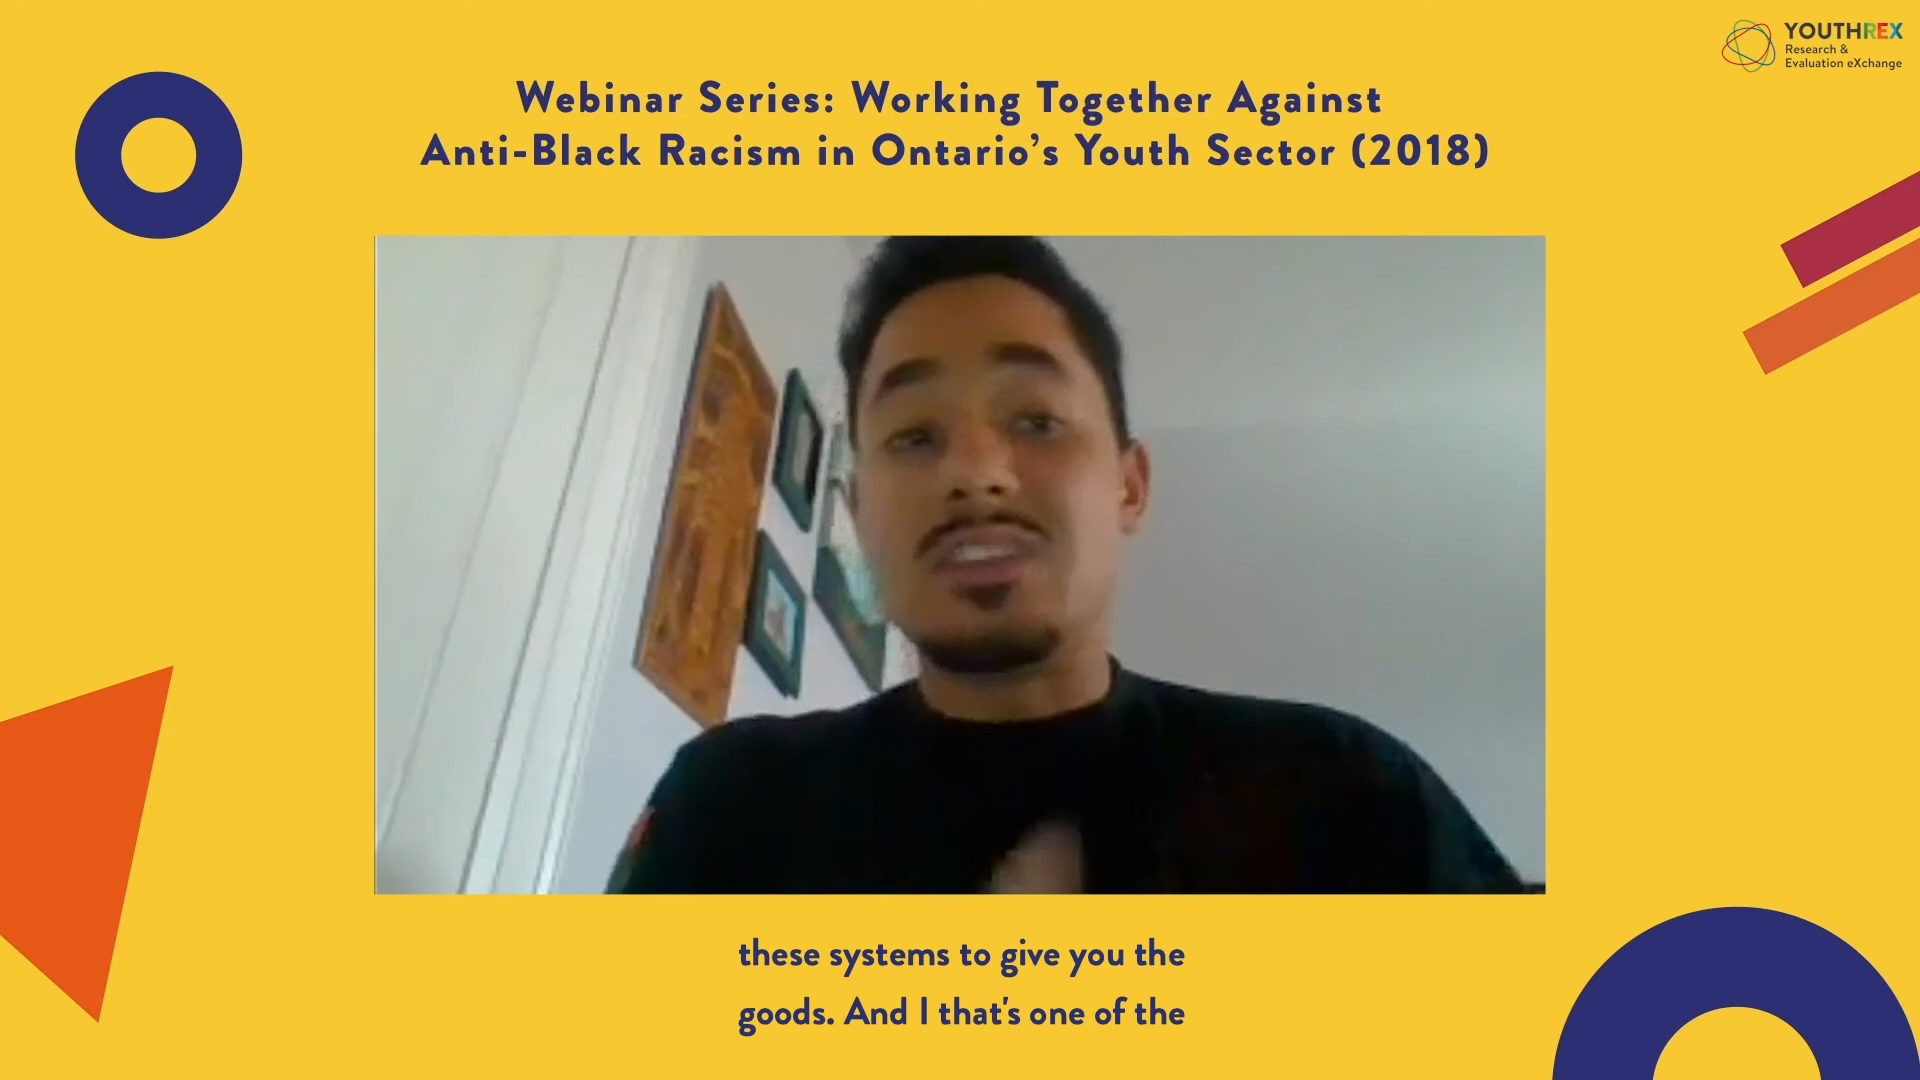 YOUTHREX
Research &
Evaluation eXchange
Webinar Series: Working Together Against
Anti-Black Racism in Ontario’s Youth Sector (2018)
these systems to give you the
goods. And I that's one of the